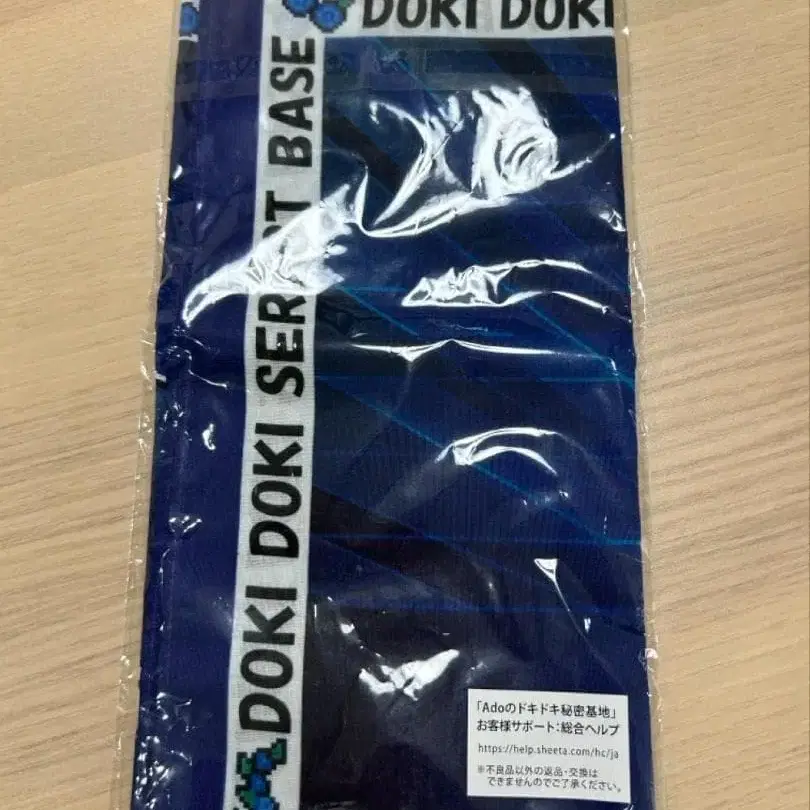 DOKI DOKI
DOKI DOKI SERCRT BASE
「Adoのドキドキ秘密基地」
お客様サポート：総合ヘルプ
https://help.sheeta.com/hc/ja
※不良品以外の返品・交換は
できませんのでご了承ください。